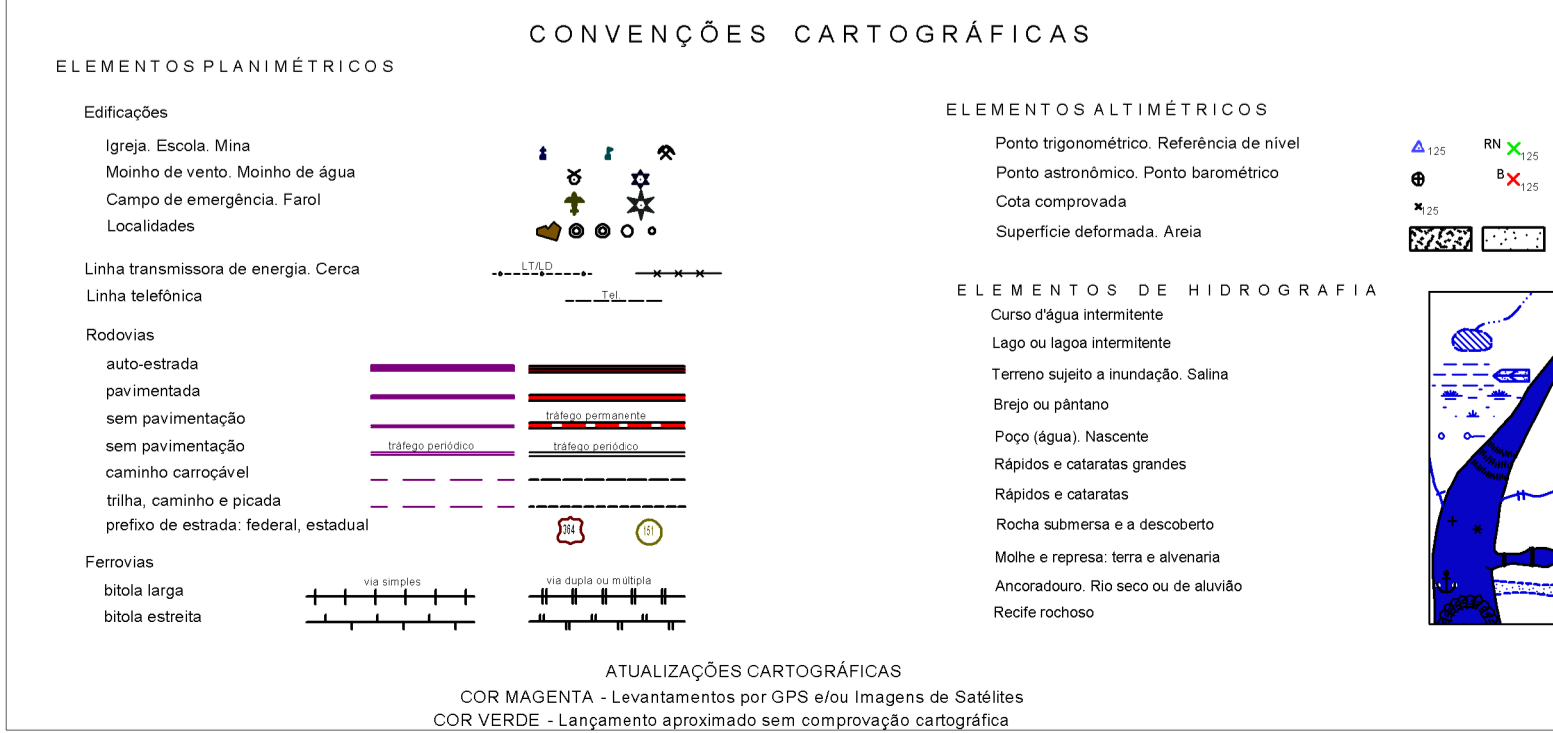 CONVENÇÕES CARTOGRÁFICAS
ELEMENTOS PLANIMÉTRICOS
Edificações
Igreja. Escola. Mina
Moinho de vento. Moinho de água
Campo de emergência. Farol
Localidades
Linha transmissora de energia. Cerca
LT/LD
Linha telefônica
Tel.
Rodovias
auto-estrada
pavimentada
sem pavimentação
tráfego permanente
sem pavimentação
tráfego periódico
tráfego periódico
caminho carroçável
trilha, caminho e picada
prefixo de estrada: federal, estadual
364
151
Ferrovias
bitola larga
via simples
via dupla ou múltipla
bitola estreita
ELEMENTOS ALTIMÉTRICOS
Ponto trigonométrico. Referência de nível
125
RN
125
Ponto astronômico. Ponto barométrico
B
125
Cota comprovada
125
Superfície deformada. Areia
ELEMENTOS DE HIDROGRAFIA
Curso d'água intermitente
Lago ou lagoa intermitente
Terreno sujeito a inundação. Salina
Brejo ou pântano
Poço (água). Nascente
Rápidos e cataratas grandes
Rápidos e cataratas
Rocha submersa e a descoberto
Molhe e represa: terra e alvenaria
Ancoradouro. Rio seco ou de aluvião
Recife rochoso
ATUALIZAÇÕES CARTOGRÁFICAS
COR MAGENTA - Levantamentos por GPS e/ou Imagens de Satélites
COR VERDE - Lançamento aproximado sem comprovação cartográfica